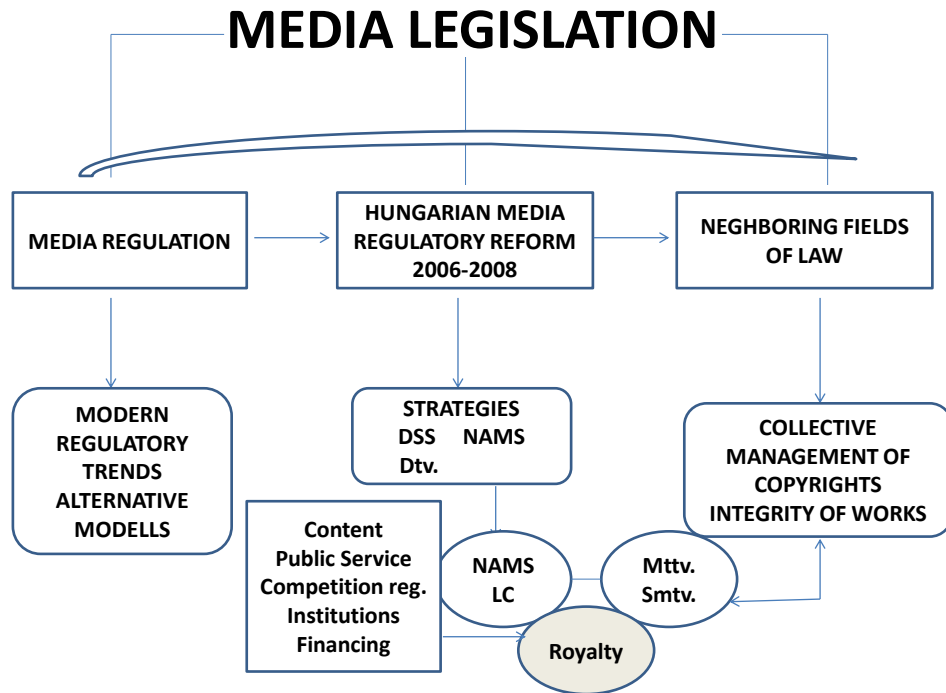 MEDIA LEGISLATION
MEDIA REGULATION
HUNGARIAN MEDIA
REGULATORY REFORM
2006-2008
NEIGHBORING FIELDS
OF LAW
MODERN
REGULATORY
TRENDS
ALTERNATIVE
MODELLS
STRATEGIES
DSS NAMS
Dtv.
COLLECTIVE
MANAGEMENT OF
COPYRIGHTS
INTEGRITY OF WORKS
Content
Public Service
Competition reg.
Institutions
Financing
NAMS
LC
Mttv.
Smtv.
Royalty